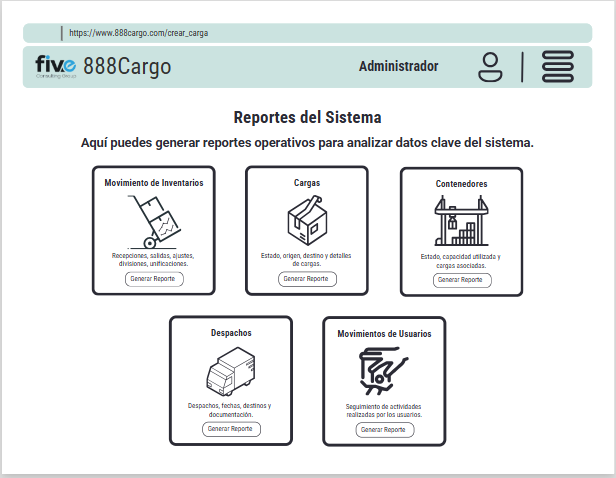 https://www.888cargo.com/crear_carga
five
Consulting Group
888Cargo
Administrador
Reportes del Sistema
Aquí puedes generar reportes operativos para analizar datos clave del sistema.
Movimiento de Inventarios
Recepciones, salidas, ajustes,
divisiones, unificaciones.
Generar Reporte
Cargas
Estado, origen, destino y detalles
de cargas.
Generar Reporte
Contenedores
Estado, capacidad utilizada y
cargas asociadas.
Generar Reporte
Despachos
Despachos, fechas, destinos y
documentación.
Generar Reporte
Movimientos de Usuarios
Seguimiento de actividades
realizadas por los usuarios.
Generar Reporte